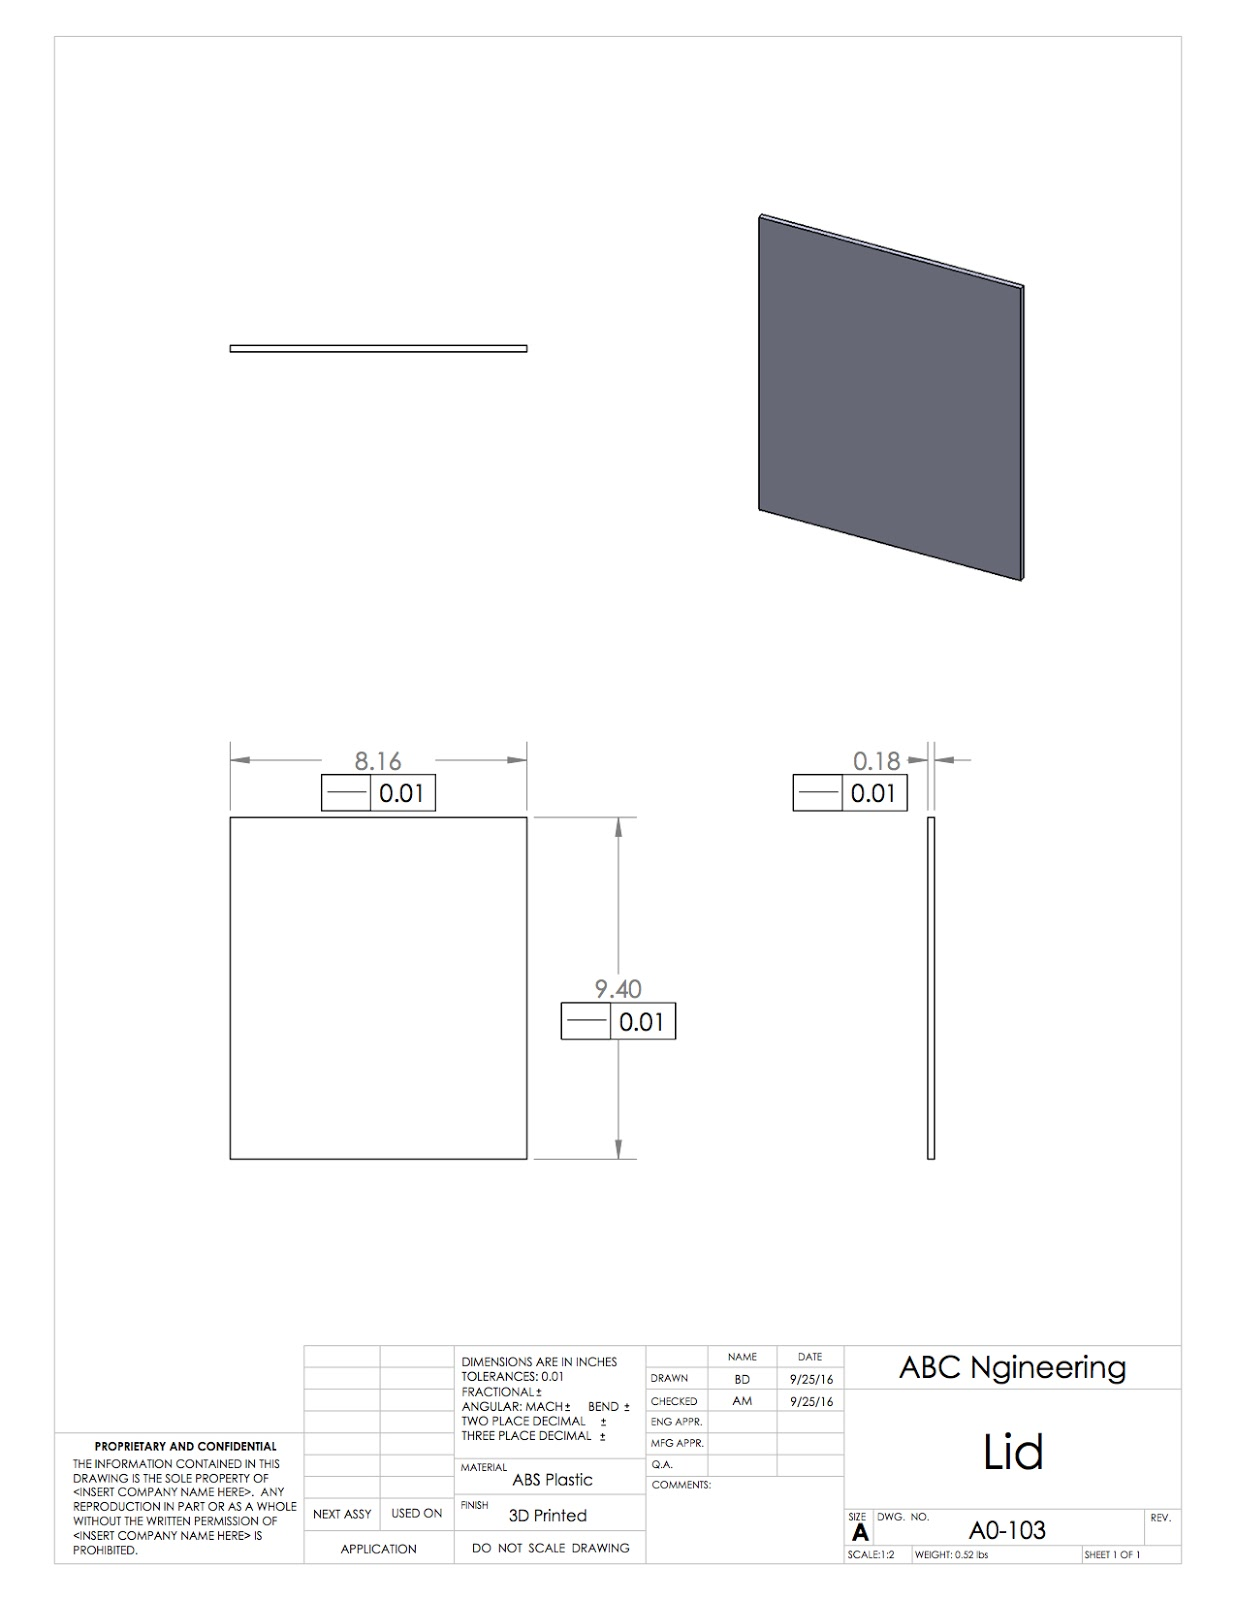 8.16
0.01
0.18
0.01
9.40
0.01
PROPRIETARY AND CONFIDENTIAL
THE INFORMATION CONTAINED IN THIS
DRAWING IS THE SOLE PROPERTY OF
<INSERT COMPANY NAME HERE>. ANY
REPRODUCTION IN PART OR AS A WHOLE
WITHOUT THE WRITTEN PERMISSION OF
<INSERT COMPANY NAME HERE> IS
PROHIBITED.
NEXT ASSY USED ON
APPLICATION
DIMENSIONS ARE IN INCHES
TOLERANCES: 0.01
FRACTIONAL ±
ANGULAR: MACH ± BEND ±
TWO PLACE DECIMAL ±
THREE PLACE DECIMAL ±
MATERIAL
ABS Plastic
FINISH
3D Printed
DO NOT SCALE DRAWING
NAME DATE
DRAWN BD 9/25/16
CHECKED AM 9/25/16
ENG APPR.
MFG APPR.
Q.A.
COMMENTS:
ABC Ngineering
Lid
SIZE DWG. NO. REV.
A A0-103
SCALE:1:2 WEIGHT: 0.52 lbs SHEET 1 OF 1